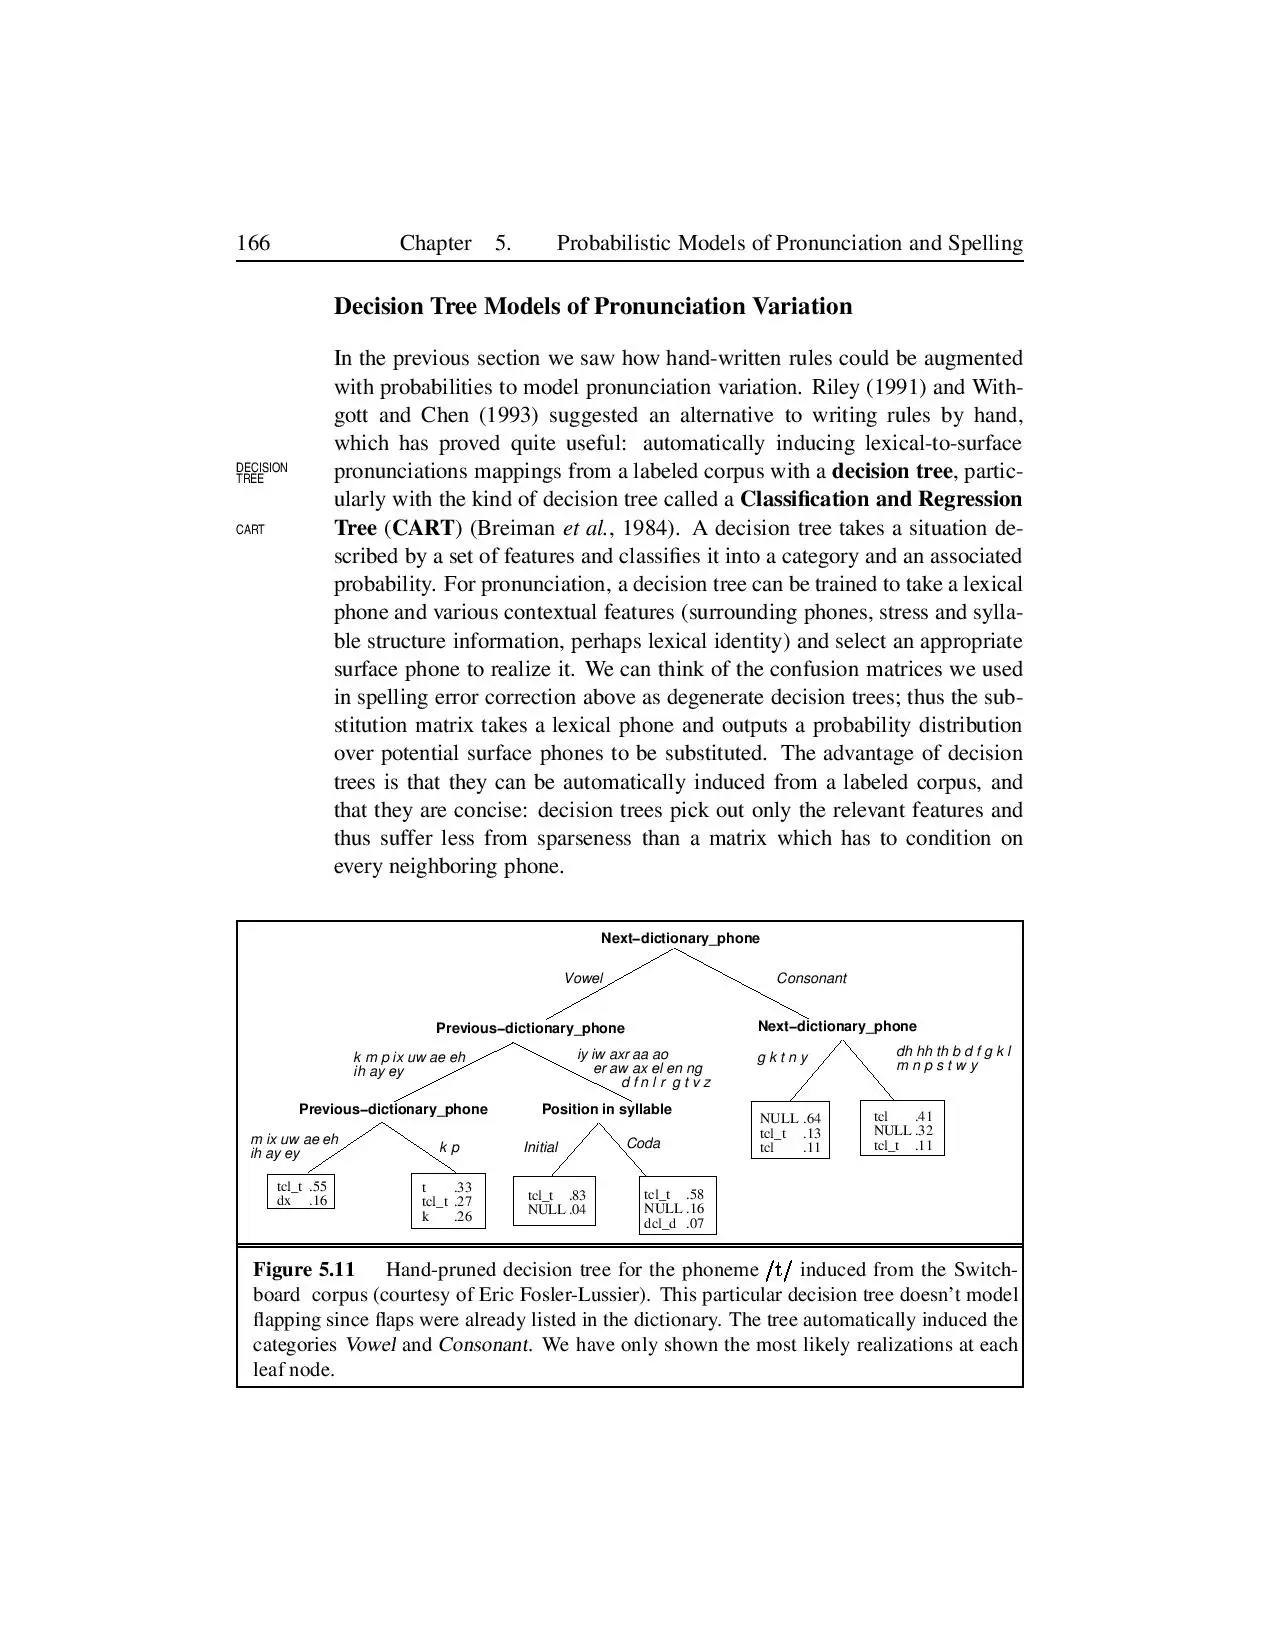 166 Chapter 5. Probabilistic Models of Pronunciation and Spelling
Decision Tree Models of Pronunciation Variation
In the previous section we saw how hand-written rules could be augmented
with probabilities to model pronunciation variation. Riley (1991) and With-
gott and Chen (1993) suggested an alternative to writing rules by hand,
which has proved quite useful: automatically inducing lexical-to-surface
DECISION
TREE
pronunciations mappings from a labeled corpus with a decision tree, partic-
ularly with the kind of decision tree called a Classification and Regression
CART
Tree (CART) (Breiman et al., 1984). A decision tree takes a situation de-
scribed by a set of features and classifies it into a category and an associated
probability. For pronunciation, a decision tree can be trained to take a lexical
phone and various contextual features (surrounding phones, stress and sylla-
ble structure information, perhaps lexical identity) and select an appropriate
surface phone to realize it. We can think of the confusion matrices we used
in spelling error correction above as degenerate decision trees; thus the sub-
stitution matrix takes a lexical phone and outputs a probability distribution
over potential surface phones to be substituted. The advantage of decision
trees is that they can be automatically induced from a labeled corpus, and
that they are concise: decision trees pick out only the relevant features and
thus suffer less from sparseness than a matrix which has to condition on
every neighboring phone.
Next−dictionary_phone
Vowel
Consonant
Previous−dictionary_phone
Next−dictionary_phone
k m p ix uw ae eh
ih ay ey
iy iw axr aa ao
er aw ax el en ng
d f n l r g t v z
g k t n y
dh hh th b d f g k l
m n p s t w y
Previous−dictionary_phone
Position in syllable
NULL .64
tcl_t .13
tcl .11
tcl .41
NULL .32
tcl_t .11
m ix uw ae eh
ih ay ey
k p
Initial
Coda
tcl_t .55
dx .16
t .33
tcl_t .27
k .26
tcl_t .83
NULL .04
tcl_t .58
NULL .16
dcl_d .07
Figure 5.11 Hand-pruned decision tree for the phoneme /t/ induced from the Switch-
board corpus (courtesy of Eric Fosler-Lussier). This particular decision tree doesn't model
flapping since flaps were already listed in the dictionary. The tree automatically induced the
categories Vowel and Consonant. We have only shown the most likely realizations at each
leaf node.